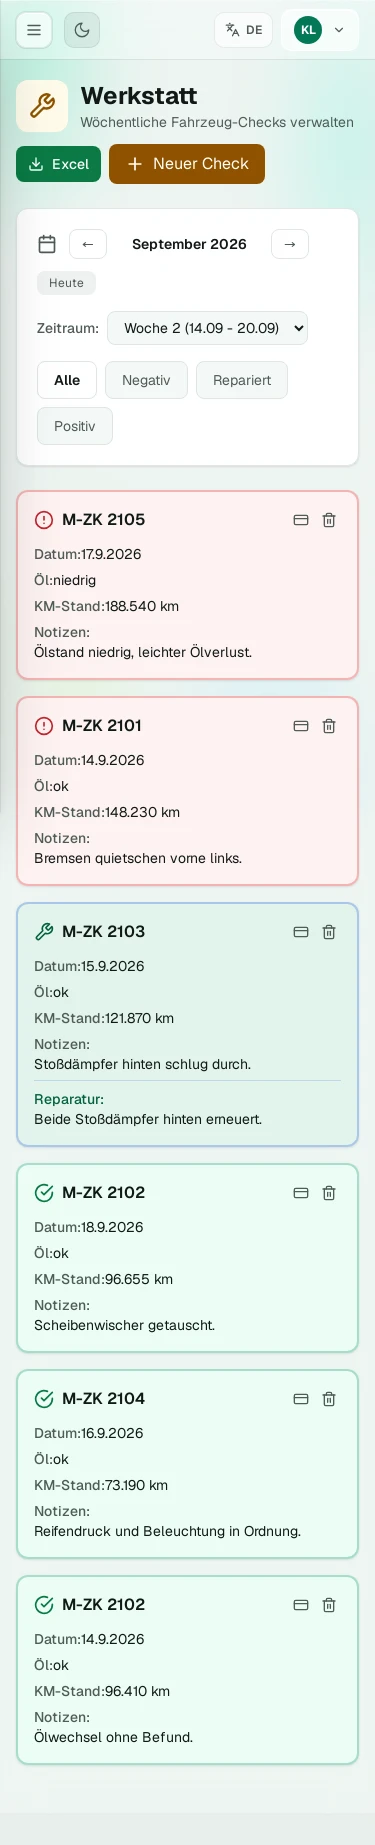 DE
KL
Werkstatt
Wöchentliche Fahrzeug-Checks verwalten
Excel
Neuer Check
← September 2026 →
Heute
Zeitraum: Woche 2 (14.09 - 20.09)
Alle Negativ Repariert
Positiv
M-ZK 2105
Datum:17.9.2026
Öl:niedrig
KM-Stand:188.540 km
Notizen:
Ölstand niedrig, leichter Ölverlust.
M-ZK 2101
Datum:14.9.2026
Öl:ok
KM-Stand:148.230 km
Notizen:
Bremsen quietschen vorne links.
M-ZK 2103
Datum:15.9.2026
Öl:ok
KM-Stand:121.870 km
Notizen:
Stoßdämpfer hinten schlug durch.
Reparatur:
Beide Stoßdämpfer hinten erneuert.
M-ZK 2102
Datum:18.9.2026
Öl:ok
KM-Stand:96.655 km
Notizen:
Scheibenwischer getauscht.
M-ZK 2104
Datum:16.9.2026
Öl:ok
KM-Stand:73.190 km
Notizen:
Reifendruck und Beleuchtung in Ordnung.
M-ZK 2102
Datum:14.9.2026
Öl:ok
KM-Stand:96.410 km
Notizen:
Ölwechsel ohne Befund.